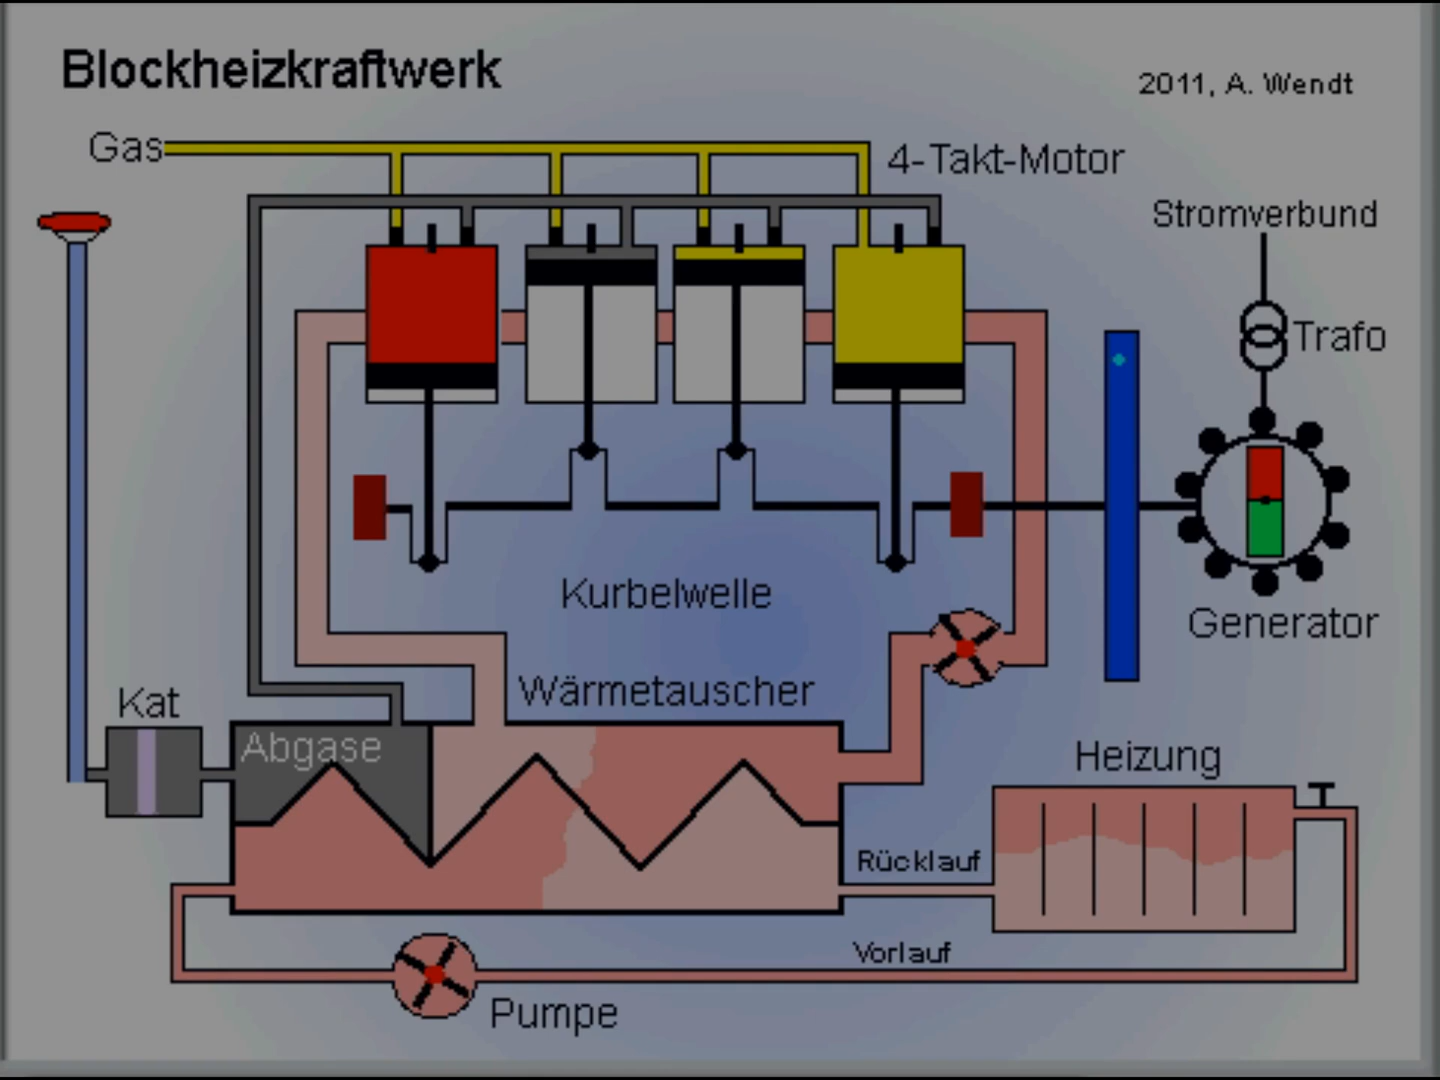 Blockheizkraftwerk
2011, A. Wendt
Gas
4-Takt-Motor
Stromverbund
Trafo
Kurbelwelle
Generator
Wärmetauscher
Kat
Abgase
Heizung
Rücklauf
Vorlauf
Pumpe